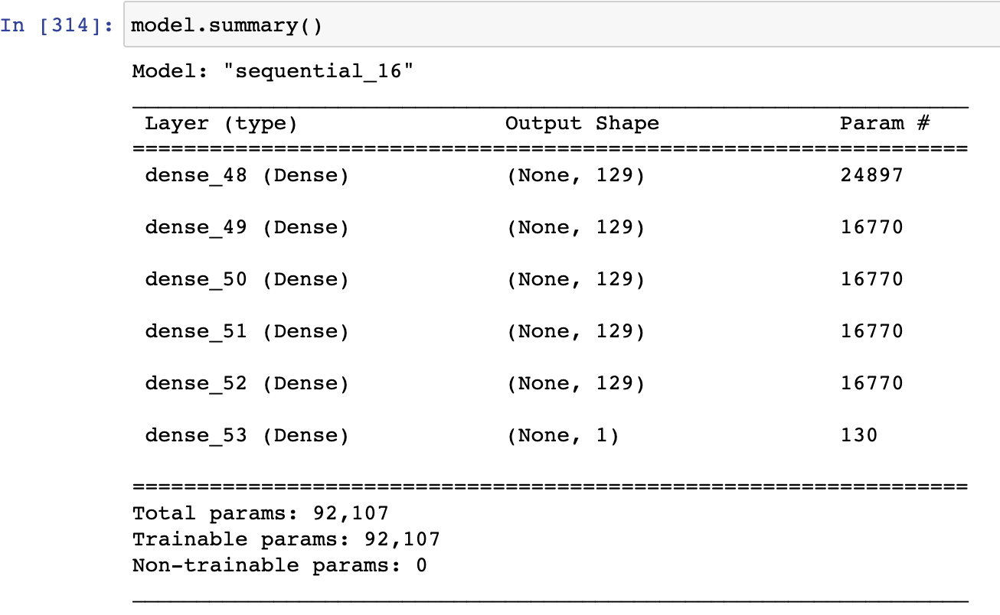 In [314]: model.summary()
Model: "sequential_16"
Layer (type) Output Shape Param #
=================================================================
dense_48 (Dense) (None, 129) 24897
dense_49 (Dense) (None, 129) 16770
dense_50 (Dense) (None, 129) 16770
dense_51 (Dense) (None, 129) 16770
dense_52 (Dense) (None, 129) 16770
dense_53 (Dense) (None, 1) 130
=================================================================
Total params: 92,107
Trainable params: 92,107
Non-trainable params: 0